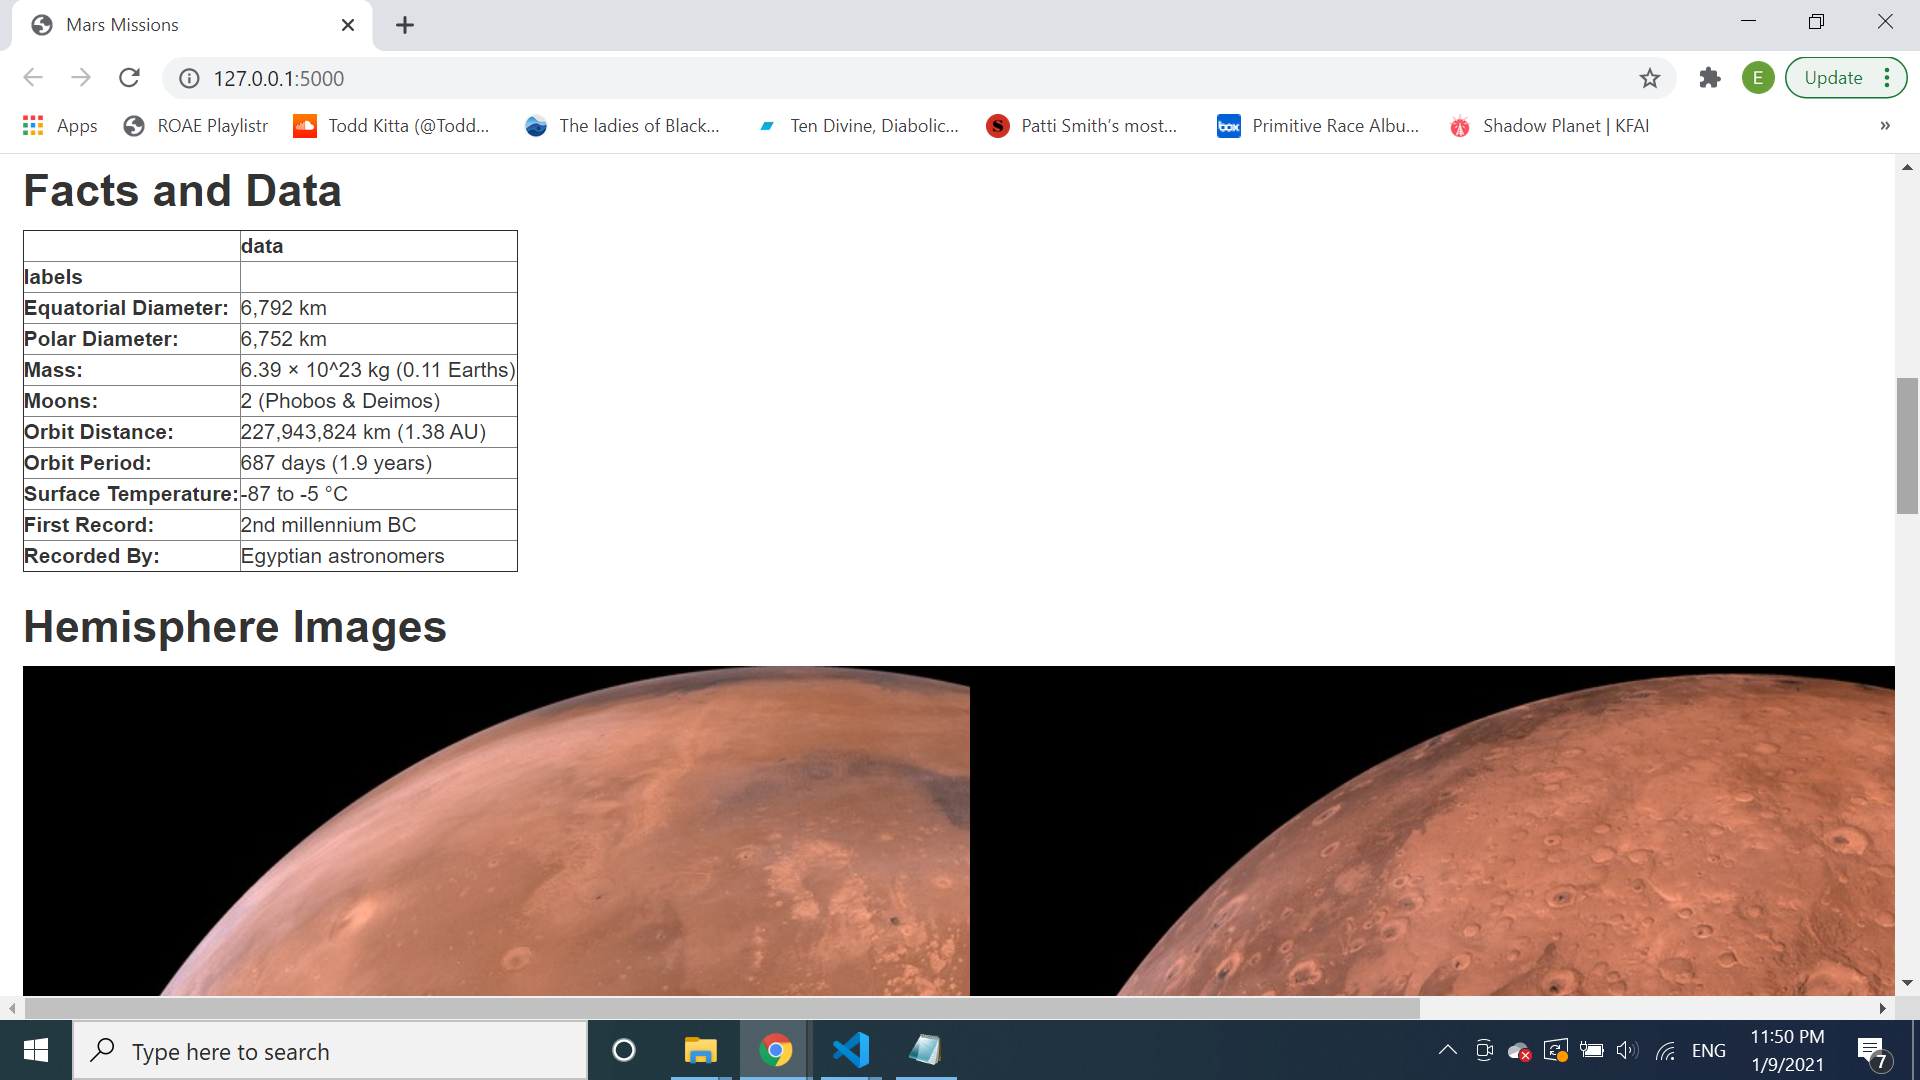 Mars Missions
127.0.0.1:5000
E
Update
Apps
ROAE Playlistr
Todd Kitta (@Todd...
The ladies of Black...
Ten Divine, Diabolic...
S
Patti Smith’s most...
box
Primitive Race Albu...
Shadow Planet | KFAI
»
Facts and Data
data
labels
Equatorial Diameter: 6,792 km
Polar Diameter: 6,752 km
Mass: 6.39 × 10^23 kg (0.11 Earths)
Moons: 2 (Phobos & Deimos)
Orbit Distance: 227,943,824 km (1.38 AU)
Orbit Period: 687 days (1.9 years)
Surface Temperature: -87 to -5 °C
First Record: 2nd millennium BC
Recorded By: Egyptian astronomers
Hemisphere Images
Type here to search
ENG
11:50 PM
1/9/2021
7